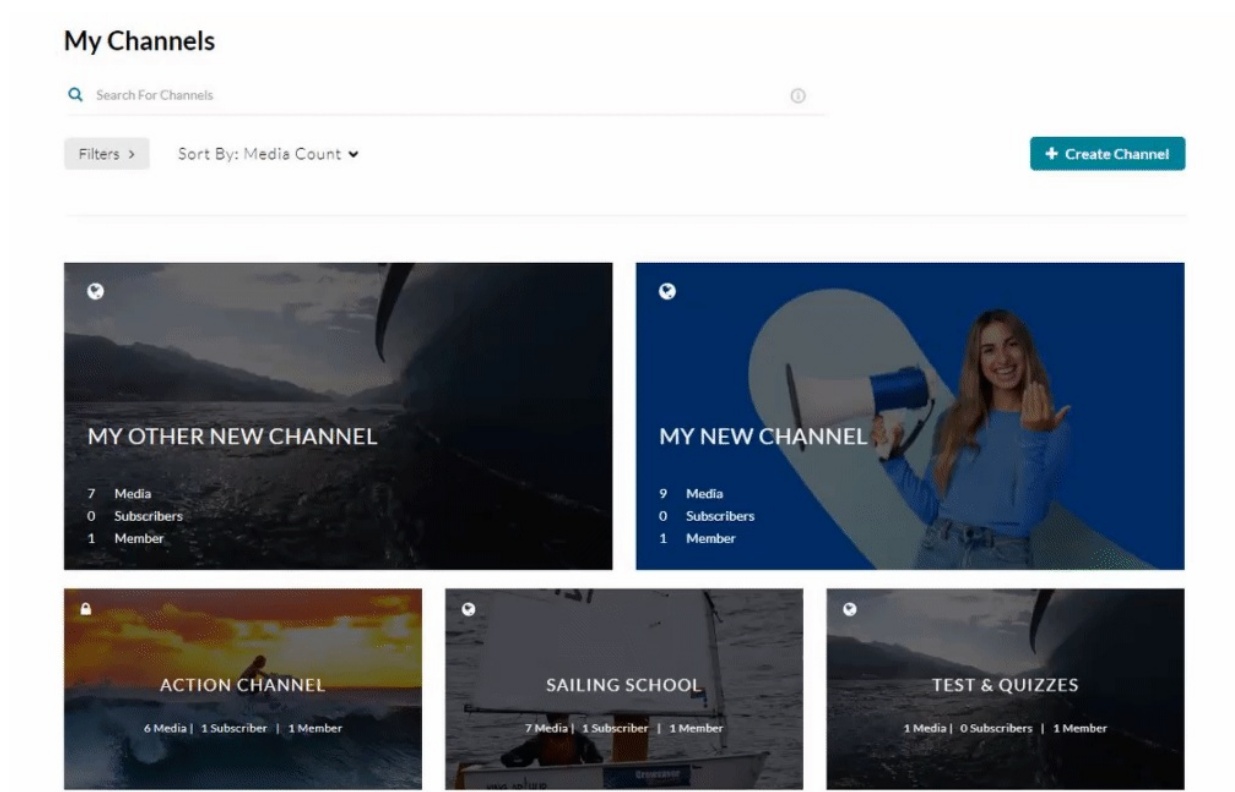 My Channels
Search For Channels
Filters >
Sort By: Media Count
+ Create Channel
MY OTHER NEW CHANNEL
7 Media
0 Subscribers
1 Member
MY NEW CHANNEL
9 Media
0 Subscribers
1 Member
ACTION CHANNEL
6 Media | 1 Subscriber | 1 Member
SAILING SCHOOL
7 Media | 1 Subscriber | 1 Member
TEST & QUIZZES
1 Media | 0 Subscribers | 1 Member